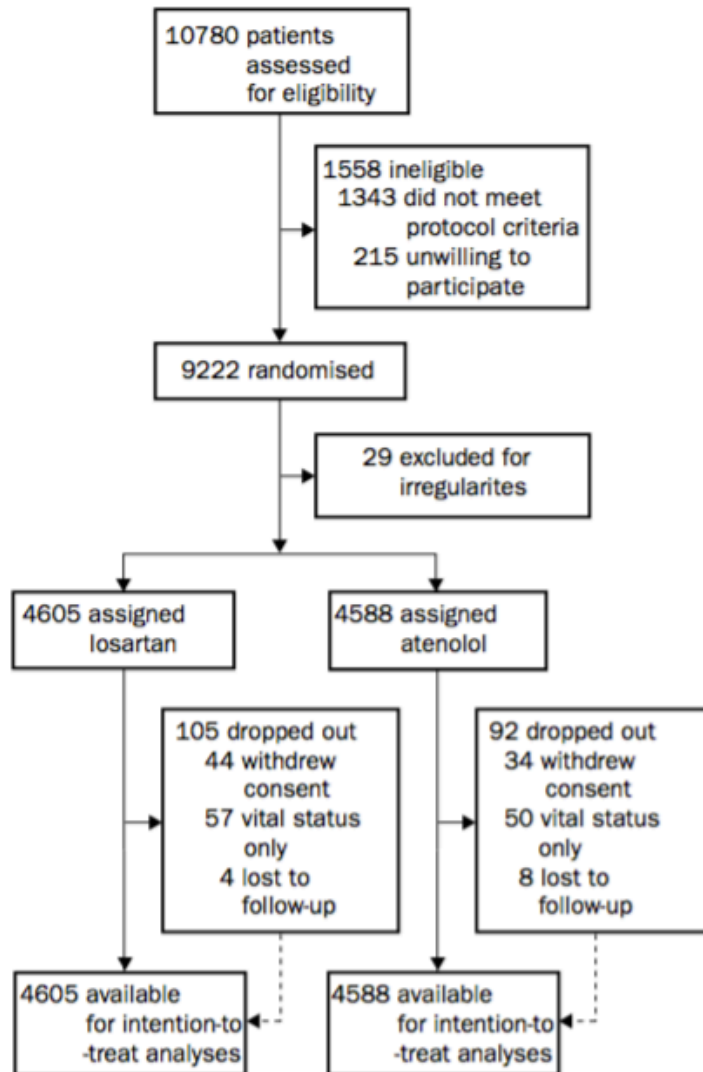 10780 patients
assessed
for eligibility
1558 ineligible
1343 did not meet
protocol criteria
215 unwilling to
participate
9222 randomised
29 excluded for
irregularites
4605 assigned
losartan
4588 assigned
atenolol
105 dropped out
44 withdrew
consent
57 vital status
only
4 lost to
follow-up
92 dropped out
34 withdrew
consent
50 vital status
only
8 lost to
follow-up
4605 available
for intention-to
-treat analyses
4588 available
for intention-to
-treat analyses